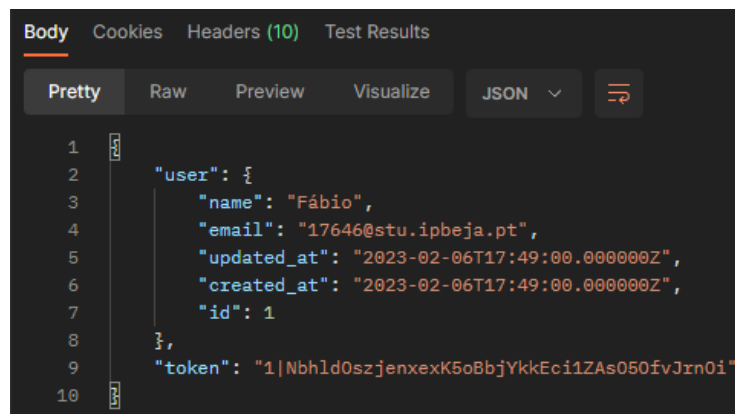 Body Cookies Headers (10) Test Results
Pretty Raw Preview Visualize JSON
1 {
2 "user": {
3 "name": "Fábio",
4 "email": "17646@stu.ipbeja.pt",
5 "updated_at": "2023-02-06T17:49:00.000000Z",
6 "created_at": "2023-02-06T17:49:00.000000Z",
7 "id": 1
8 },
9 "token": "1|NbhldOszjenxexK5oBbjYkkEci1ZAsO5OfvJrnOi"
10 }